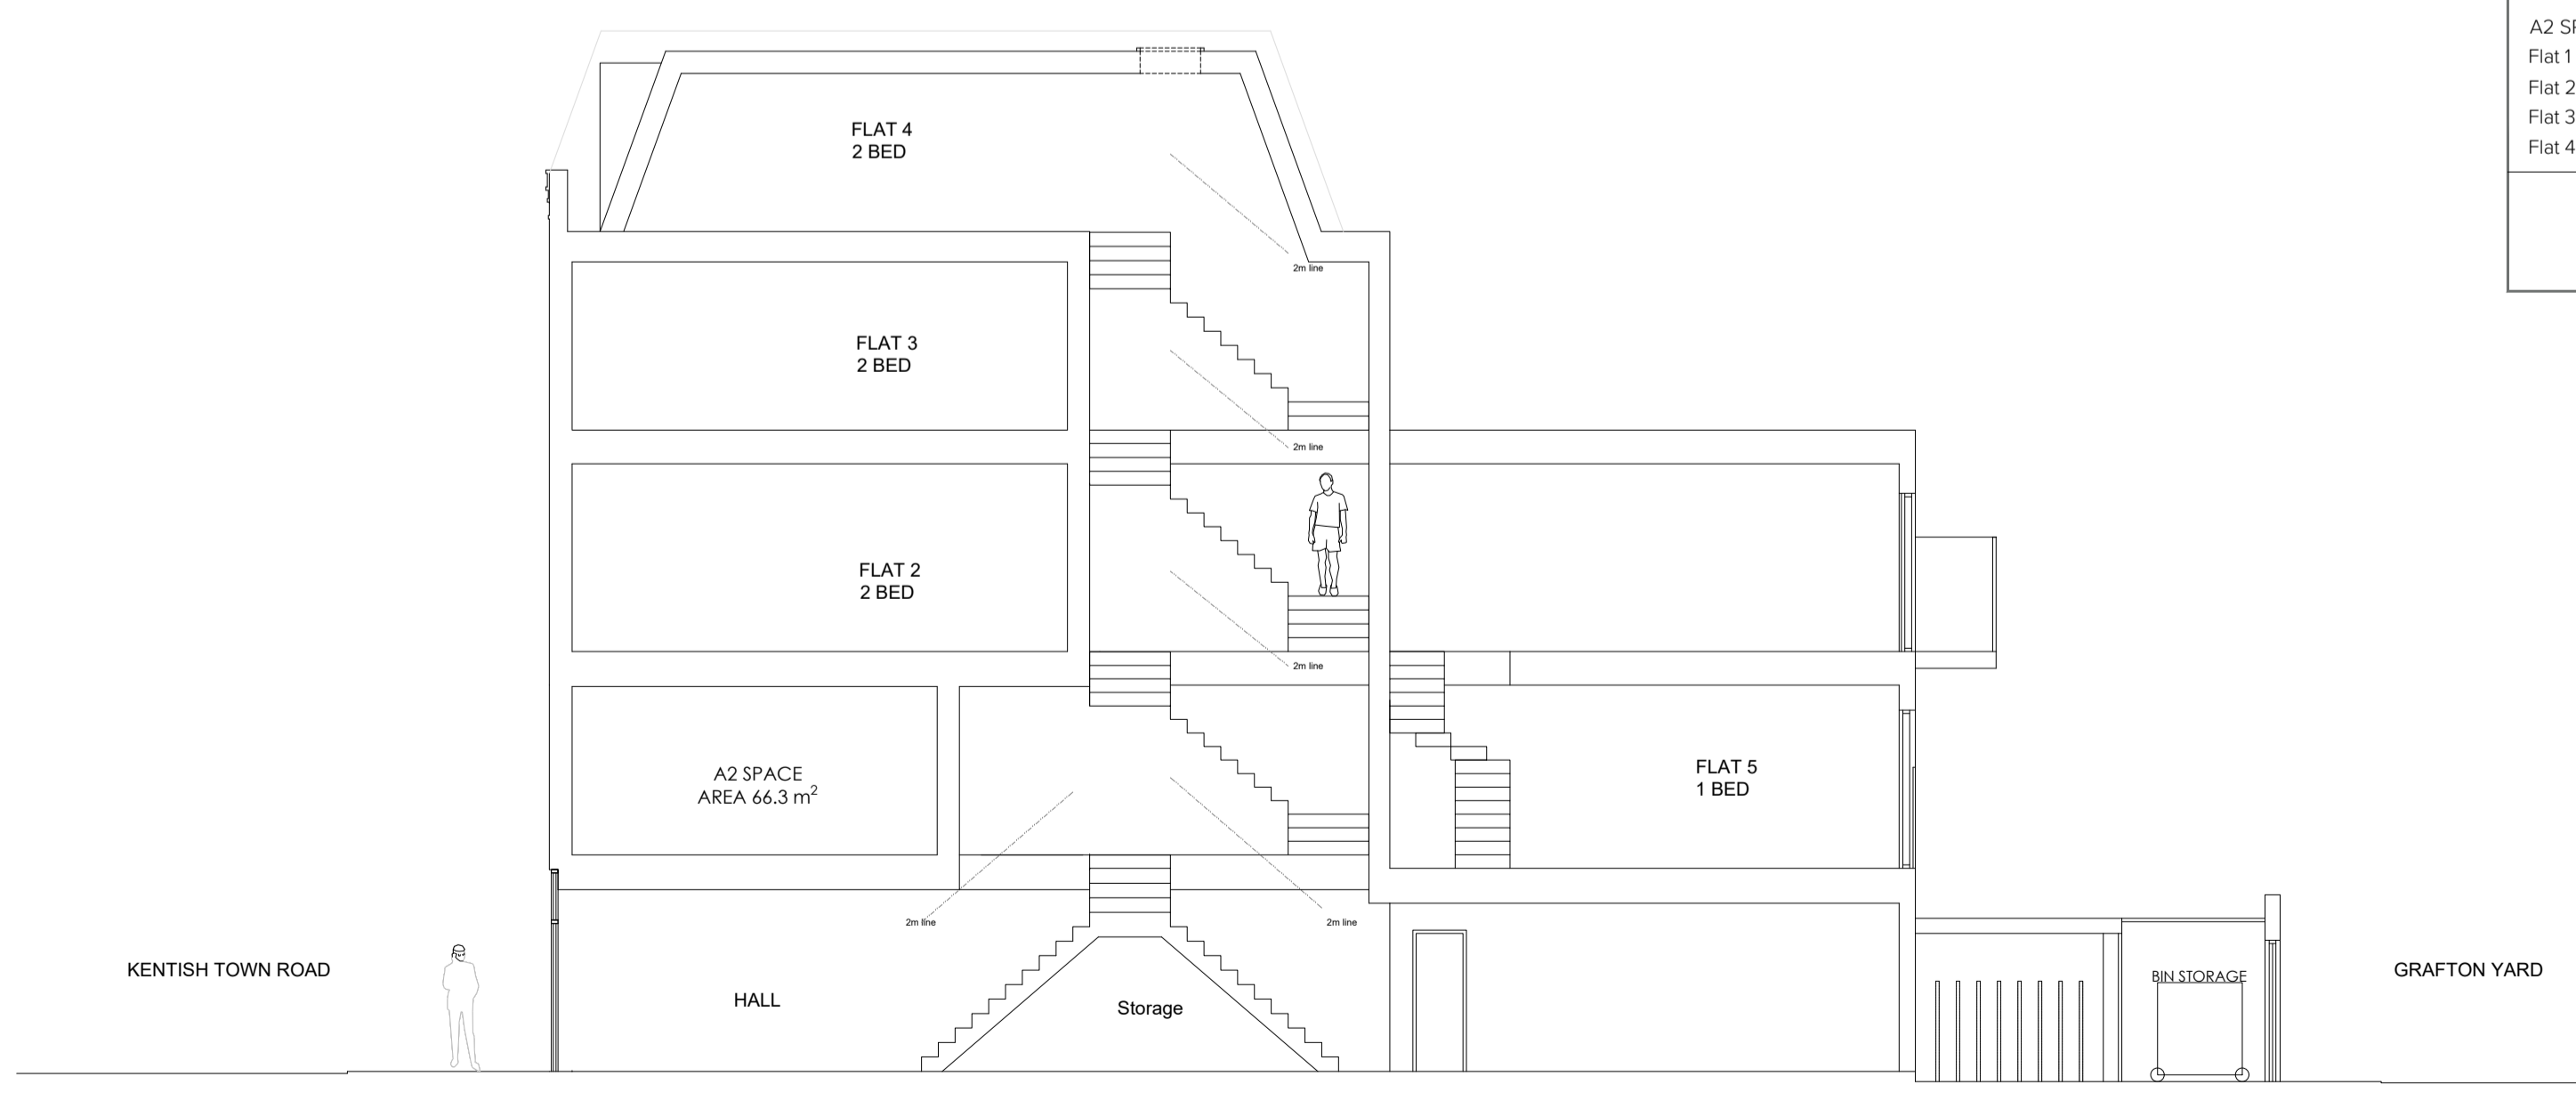 A2
Flat 1
Flat 2
Flat 3
Flat 4
FLAT 4
2 BED
2m line
FLAT 3
2 BED
2m line
FLAT 2
2 BED
2m line
A2 SPACE
AREA 66.3 m²
FLAT 5
1 BED
2m line
2m line
KENTISH TOWN ROAD
HALL
Storage
BIN STORAGE
GRAFTON YARD